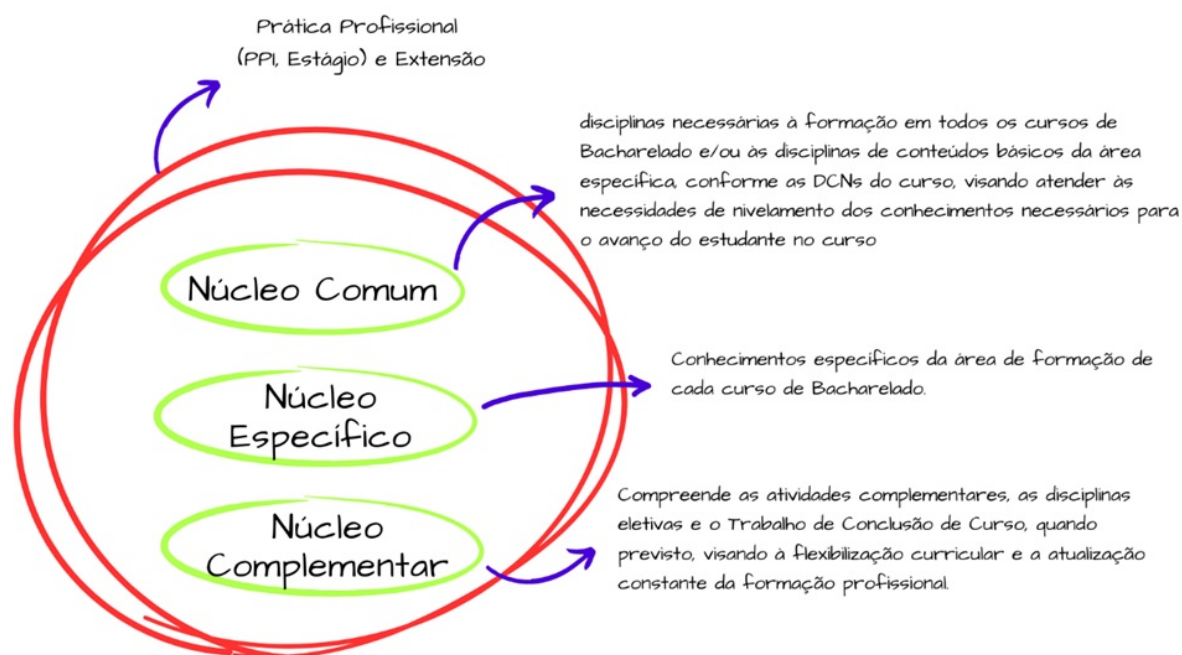 Prática Profissional
(PPI, Estágio) e Extensão
disciplinas necessárias à formação em todos os cursos de
Bacharelado e/ou às disciplinas de conteúdos básicos da área
específica, conforme as DCNs do curso, visando atender às
necessidades de nivelamento dos conhecimentos necessários para
o avanço do estudante no curso
Núcleo Comum
Conhecimentos específicos da área de formação de
cada curso de Bacharelado.
Núcleo
Específico
Compreende as atividades complementares, as disciplinas
eletivas e o Trabalho de Conclusão de Curso, quando
previsto, visando à flexibilização curricular e a atualização
constante da formação profissional.
Núcleo
Complementar